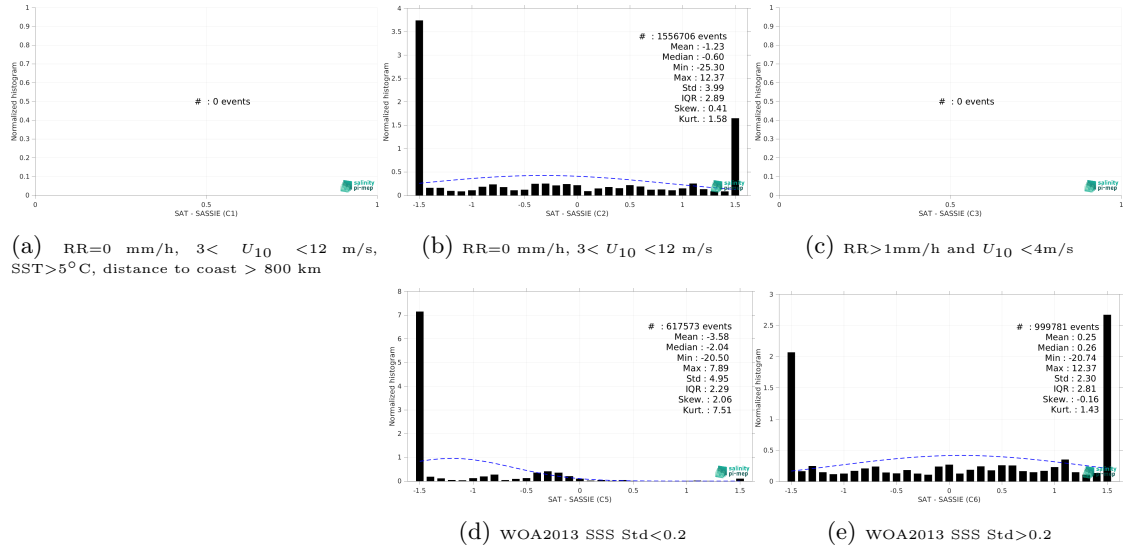 1
0.9
0.8
0.7
0.6
0.5
0.4
0.3
0.2
0.1
0
Normalized histogram
# : 0 events
salinity
pi-mep
0 0.5 1
SAT - SASSIE (C1)
(a) RR=0 mm/h, 3< U10 <12 m/s,
SST>5°C, distance to coast > 800 km
4
3.5
3
2.5
2
1.5
1
0.5
0
Normalized histogram
# : 1556706 events
Mean : -1.23
Median : -0.60
Min : -25.30
Max : 12.37
Std : 3.99
IQR : 2.89
Skew. : 0.41
Kurt. : 1.58
salinity
pi-mep
-1.5 -1 -0.5 0 0.5 1 1.5
SAT - SASSIE (C2)
(b) RR=0 mm/h, 3< U10 <12 m/s
1
0.9
0.8
0.7
0.6
0.5
0.4
0.3
0.2
0.1
0
Normalized histogram
# : 0 events
salinity
pi-mep
0 0.5 1
SAT - SASSIE (C3)
(c) RR>1mm/h and U10 <4m/s
8
7
6
5
4
3
2
1
0
Normalized histogram
# : 617573 events
Mean : -3.58
Median : -2.04
Min : -20.50
Max : 7.89
Std : 4.95
IQR : 2.29
Skew. : 2.06
Kurt. : 7.51
salinity
pi-mep
-1.5 -1 -0.5 0 0.5 1 1.5
SAT - SASSIE (C5)
(d) WOA2013 SSS Std<0.2
3
2.5
2
1.5
1
0.5
0
Normalized histogram
# : 999781 events
Mean : 0.25
Median : 0.26
Min : -20.74
Max : 12.37
Std : 2.30
IQR : 2.81
Skew. : -0.16
Kurt. : 1.43
salinity
pi-mep
-1.5 -1 -0.5 0 0.5 1 1.5
SAT - SASSIE (C6)
(e) WOA2013 SSS Std>0.2